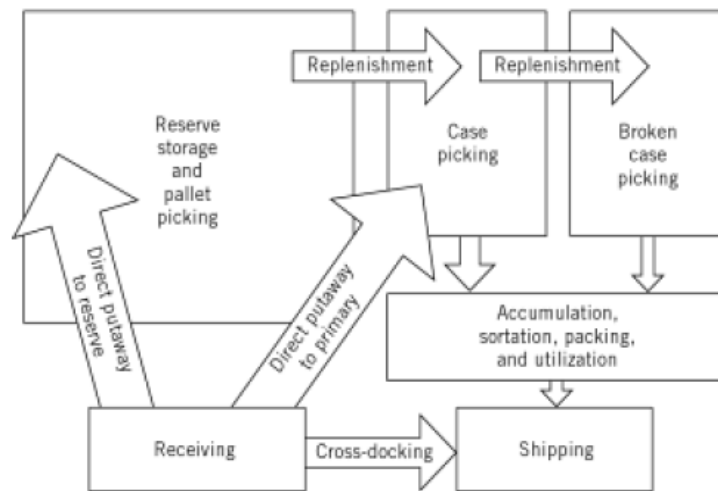 Replenishment
Replenishment
Reserve
storage
and
pallet
picking
Case
picking
Broken
case
picking
Direct putaway
to reserve
Direct putaway
to primary
Accumulation,
sortation, packing,
and utilization
Receiving
Cross-docking
Shipping